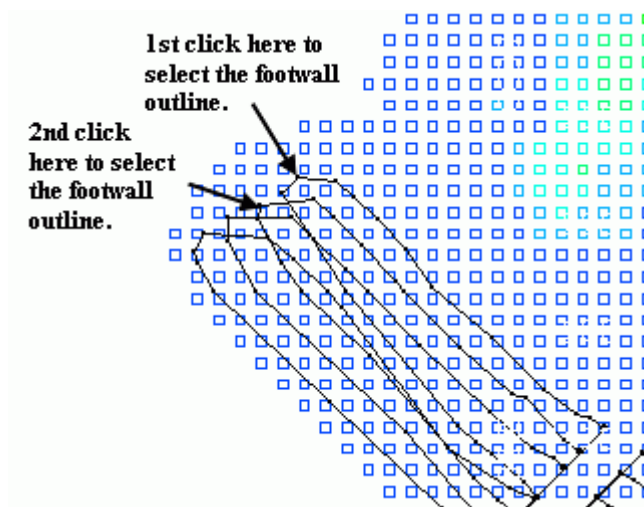 1st click here to
select the footwall
outline.
2nd click
here to select
the footwall
outline.